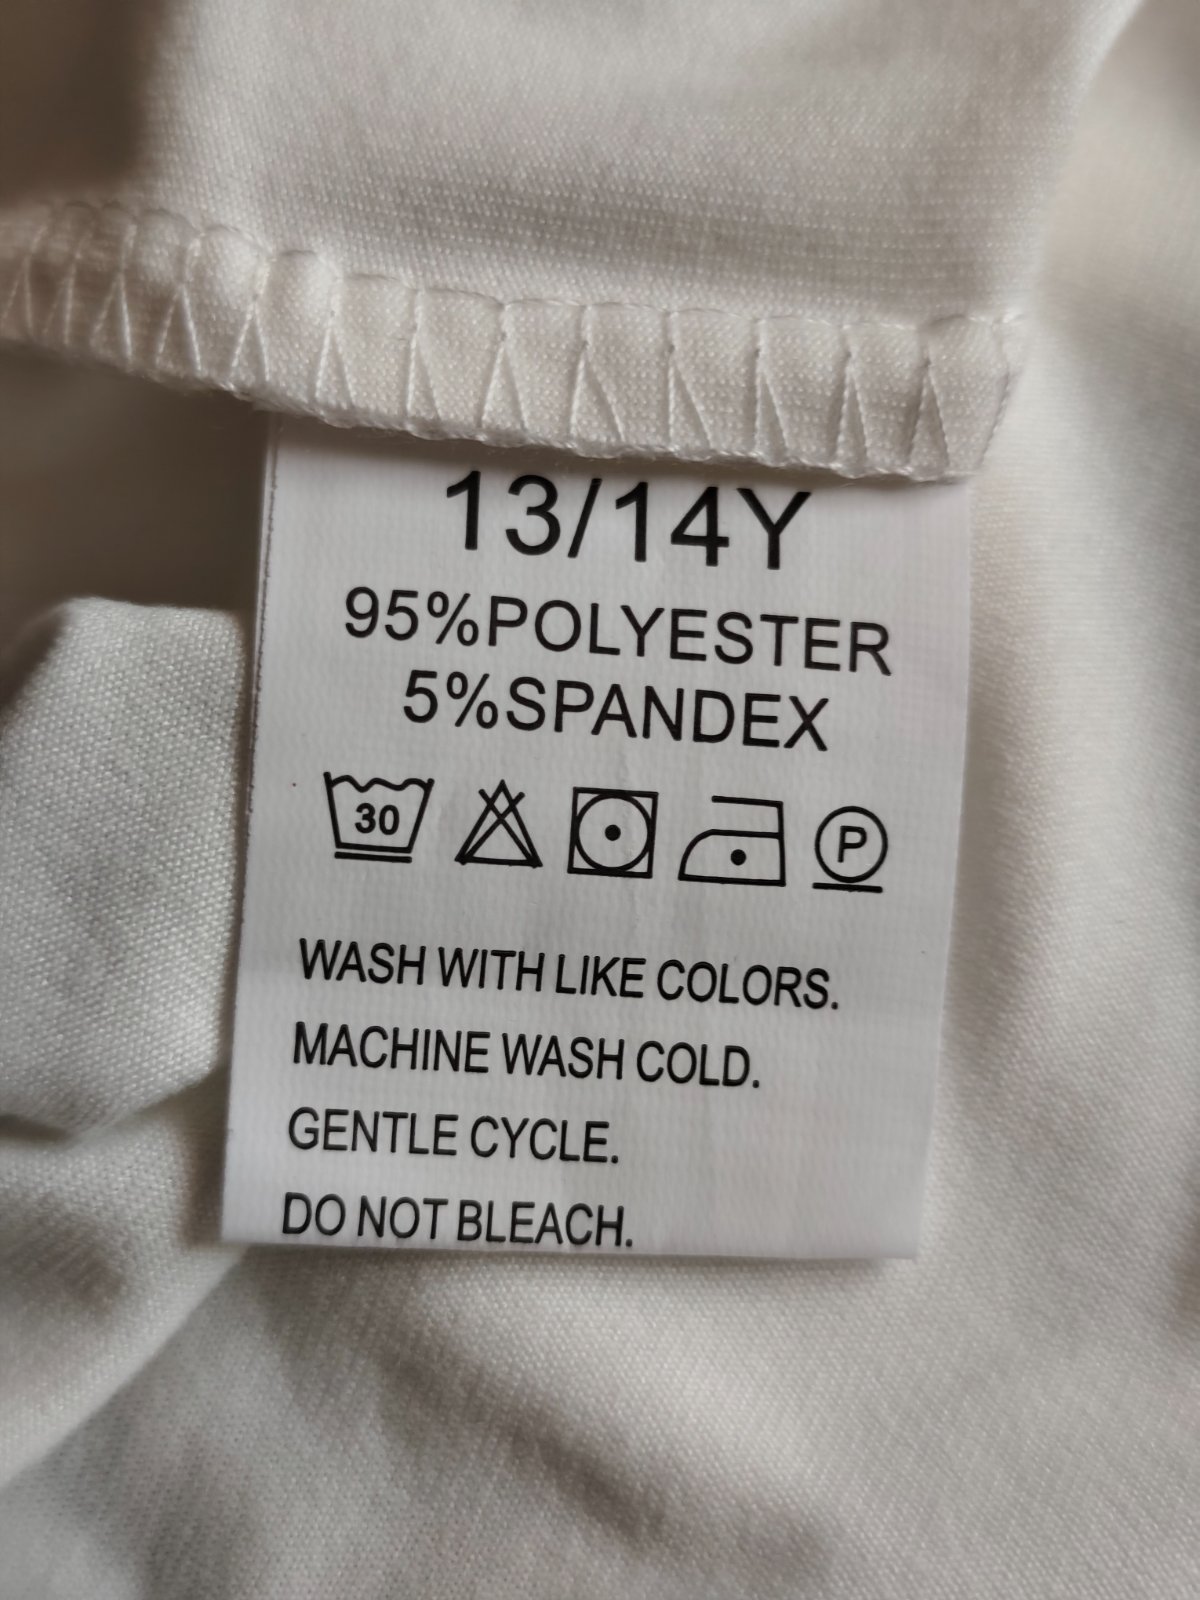 13/14Y
95%POLYESTER
5%SPANDEX
30 P
WASH WITH LIKE COLORS.
MACHINE WASH COLD.
GENTLE CYCLE.
DO NOT BLEACH.